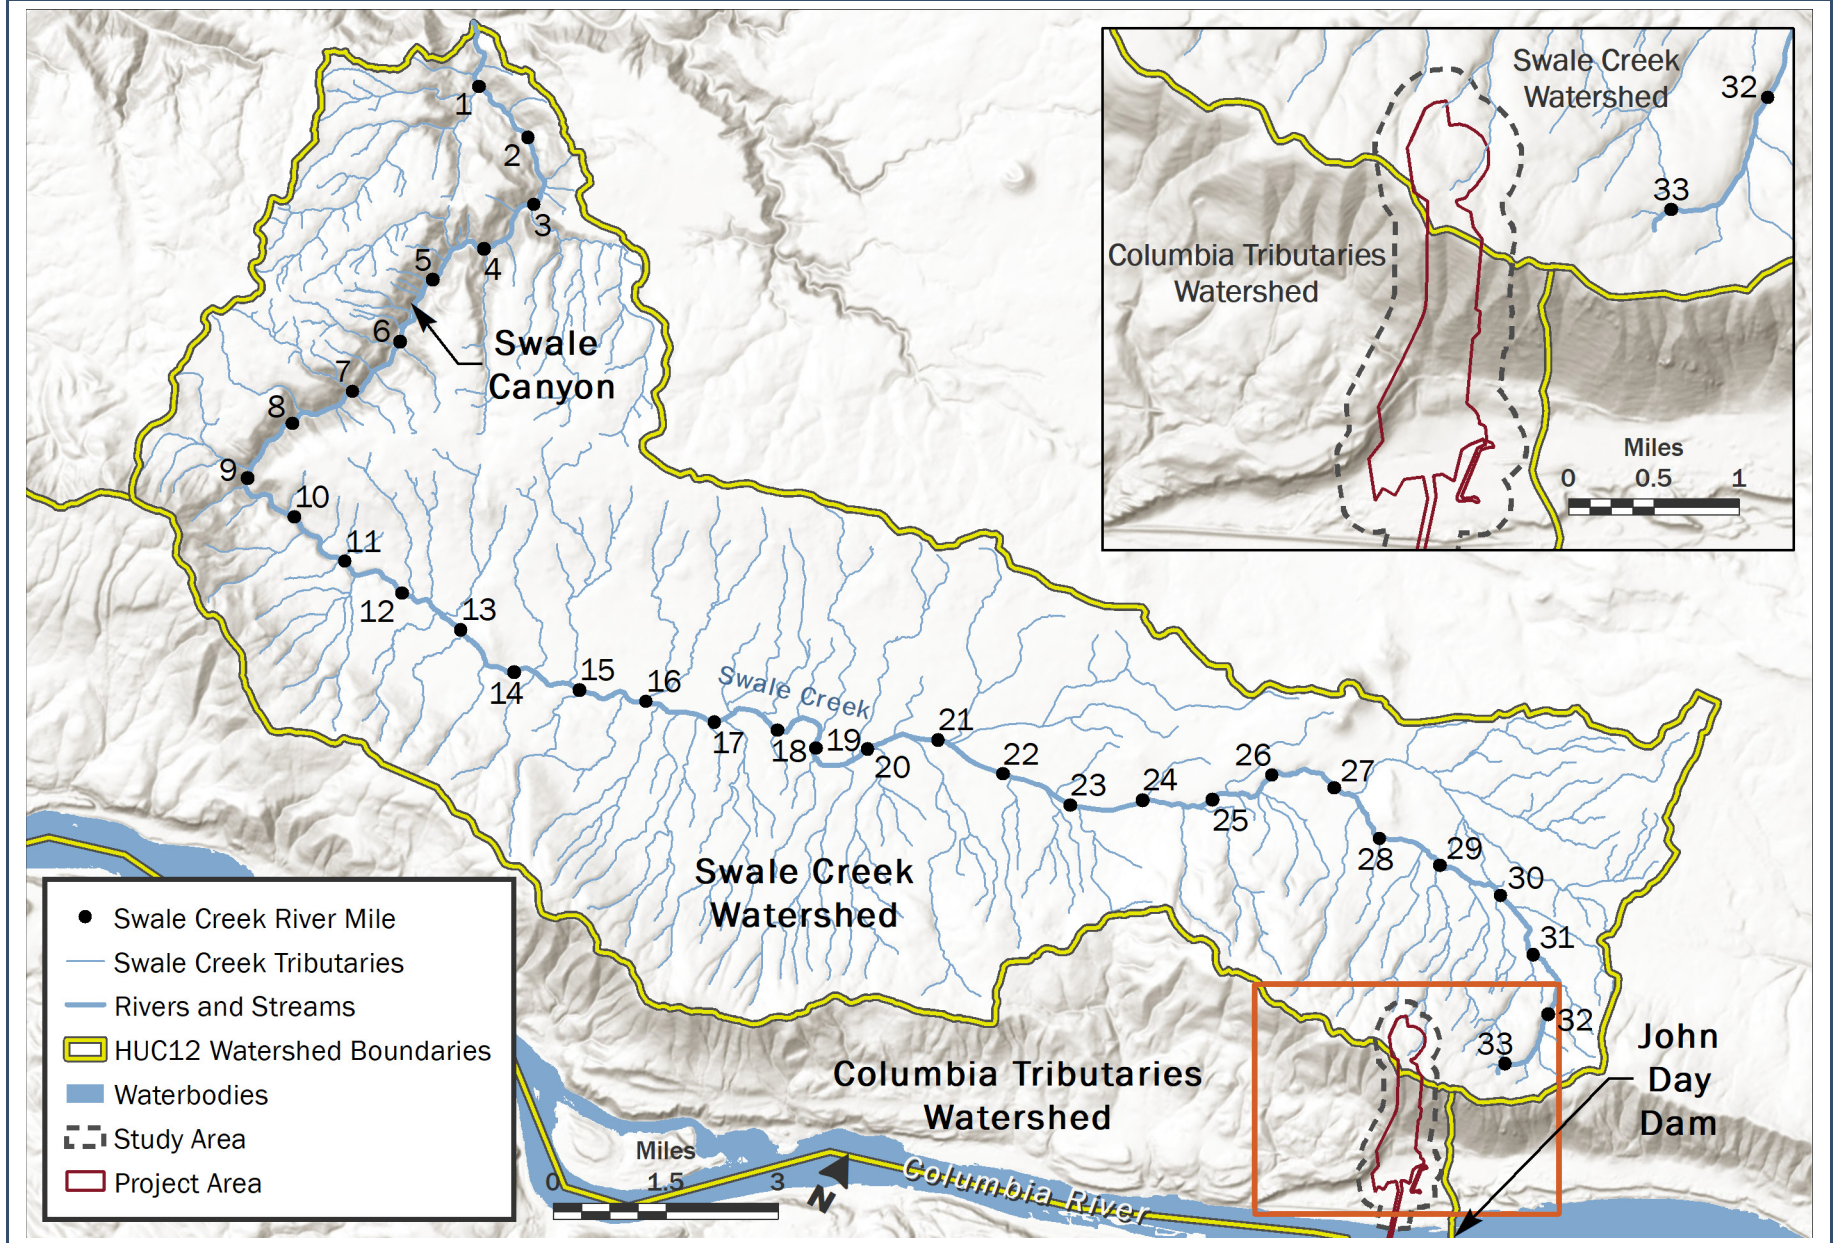 1
2
3
4
5
6
7
8
9
10
11
12
13
14
15
16
17
18
19
20
21
22
23
24
25
26
27
28
29
30
31
32
33
Swale
Canyon
Swale Creek
Swale Creek
Watershed
Columbia Tributaries
Watershed
Columbia River
John
Day
Dam
Miles
0 1.5 3
N
Swale Creek
Watershed
32
33
Columbia Tributaries
Watershed
Miles
0 0.5 1
Swale Creek River Mile
Swale Creek Tributaries
Rivers and Streams
HUC12 Watershed Boundaries
Waterbodies
Study Area
Project Area